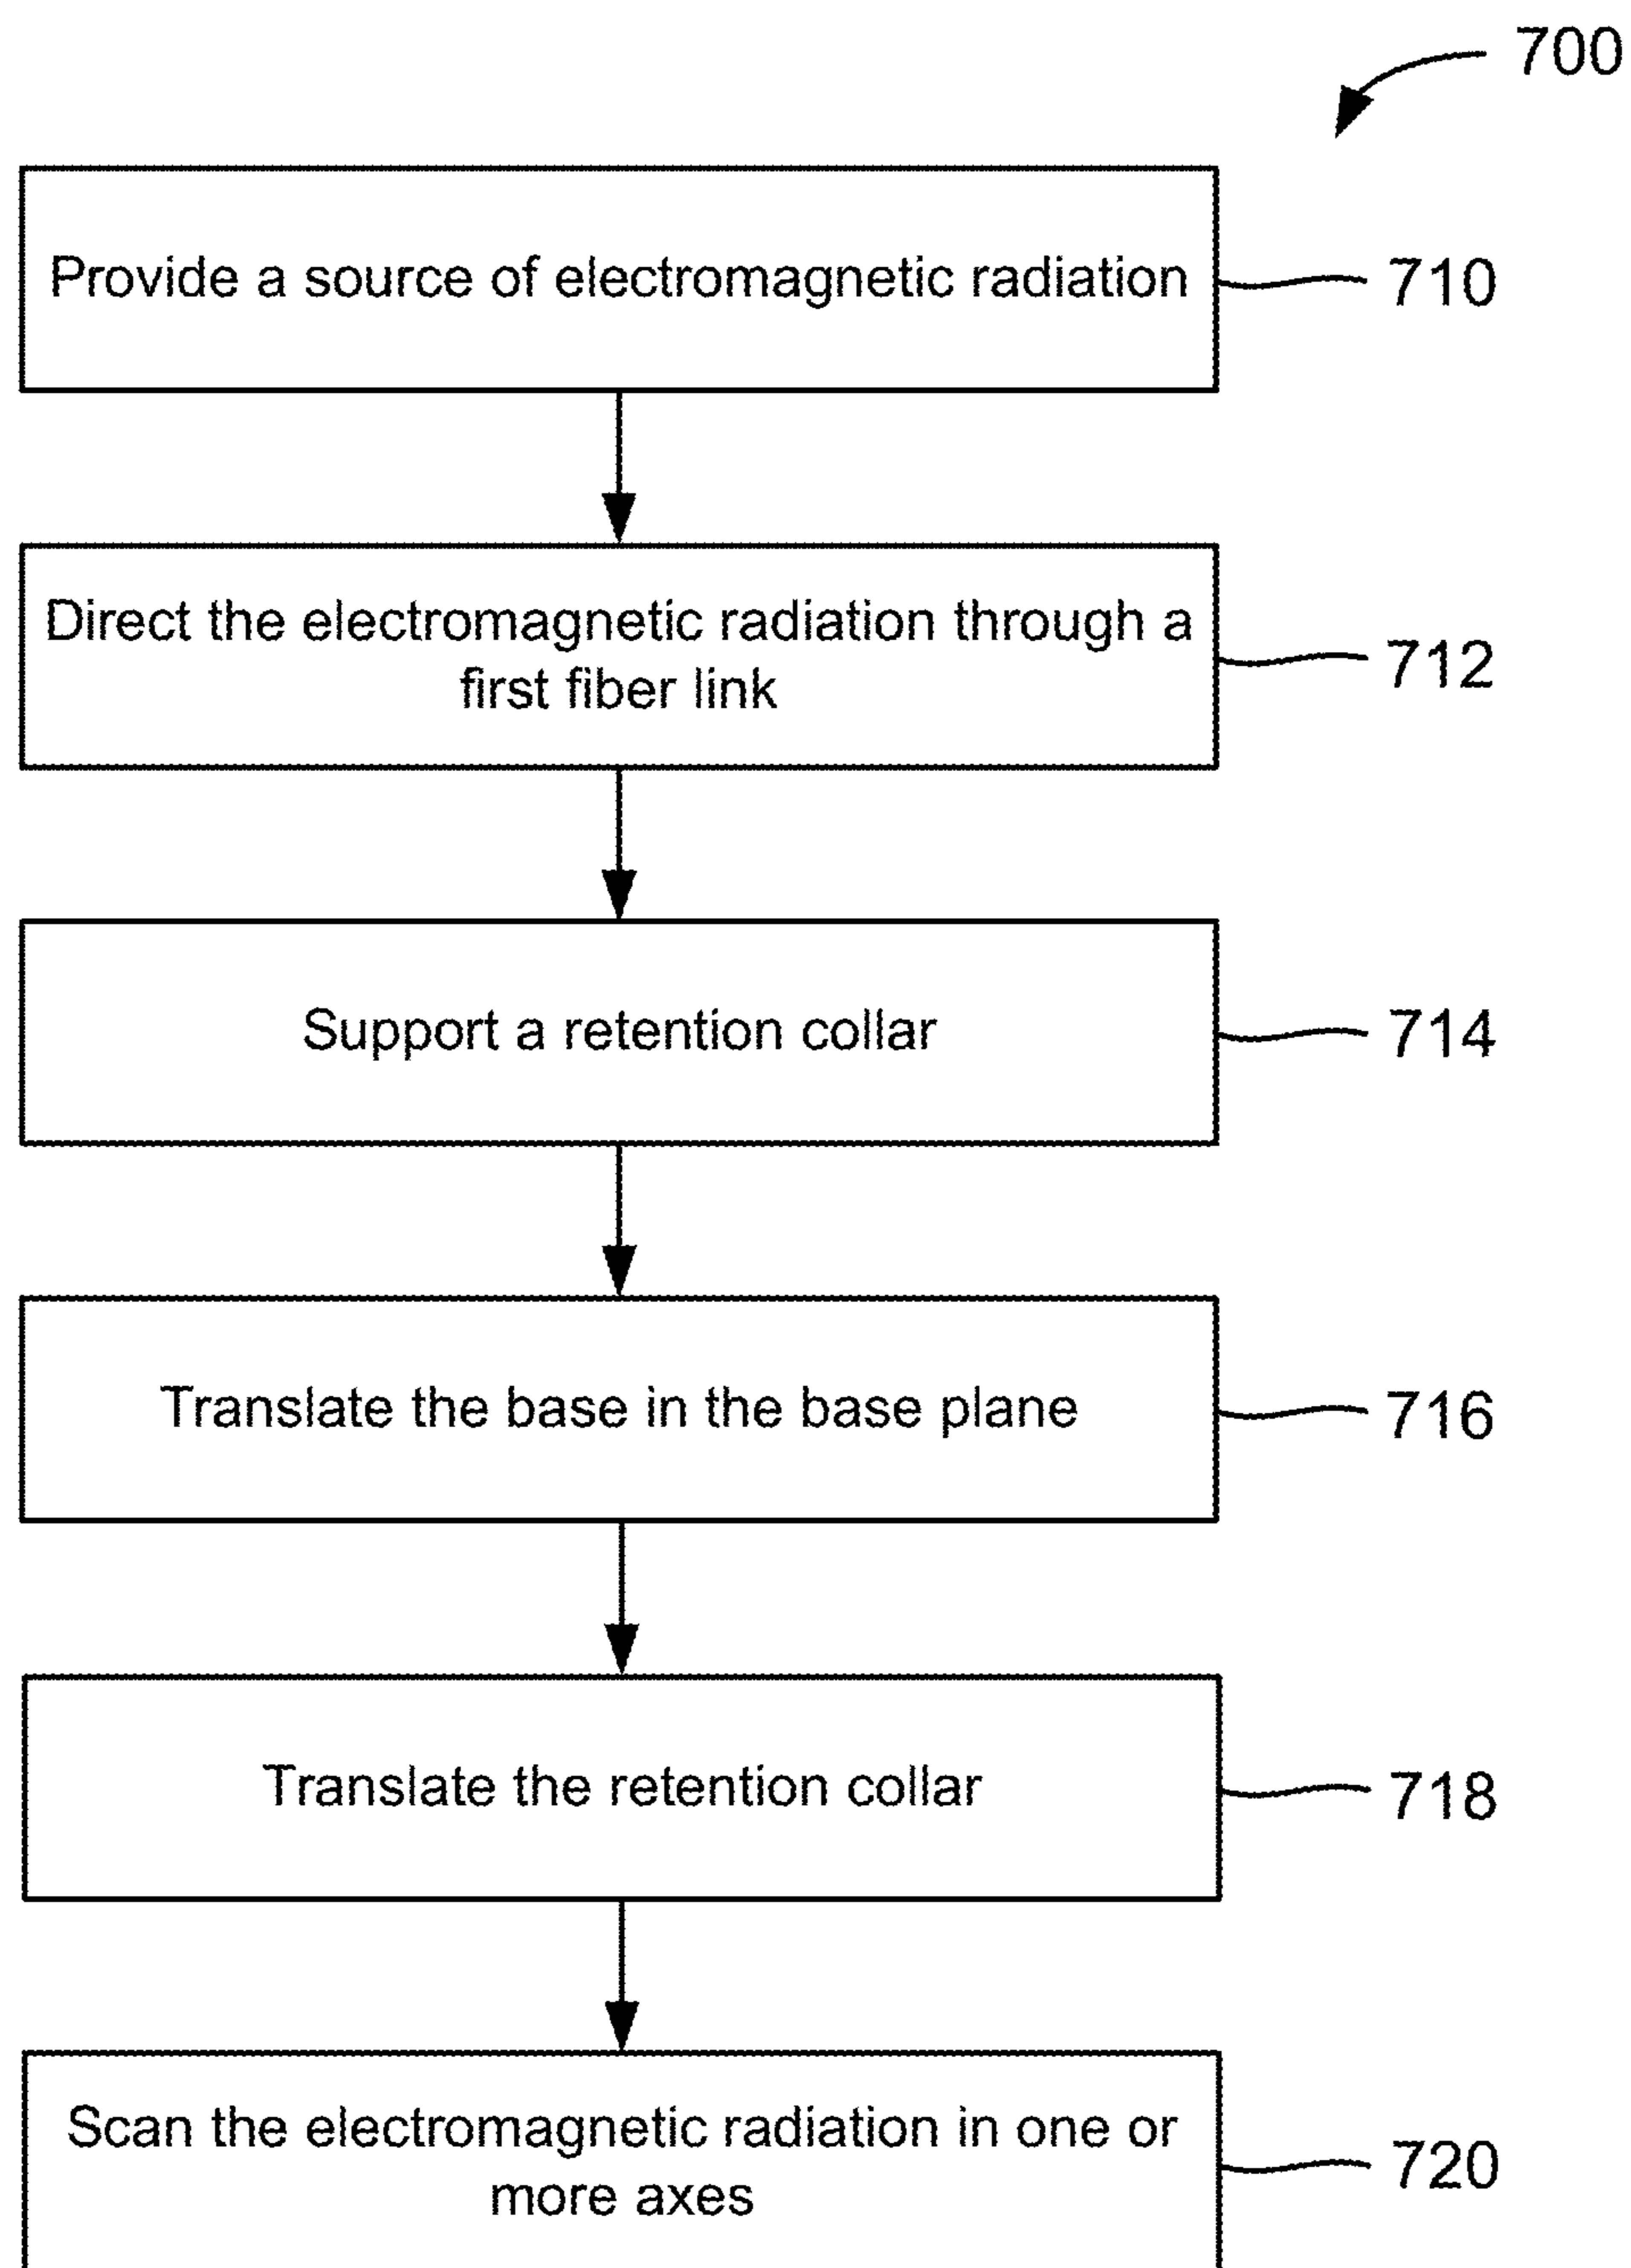 700
Provide a source of electromagnetic radiation
710
Direct the electromagnetic radiation through a
first fiber link
712
Support a retention collar
714
Translate the base in the base plane
716
Translate the retention collar
718
Scan the electromagnetic radiation in one or
more axes
720